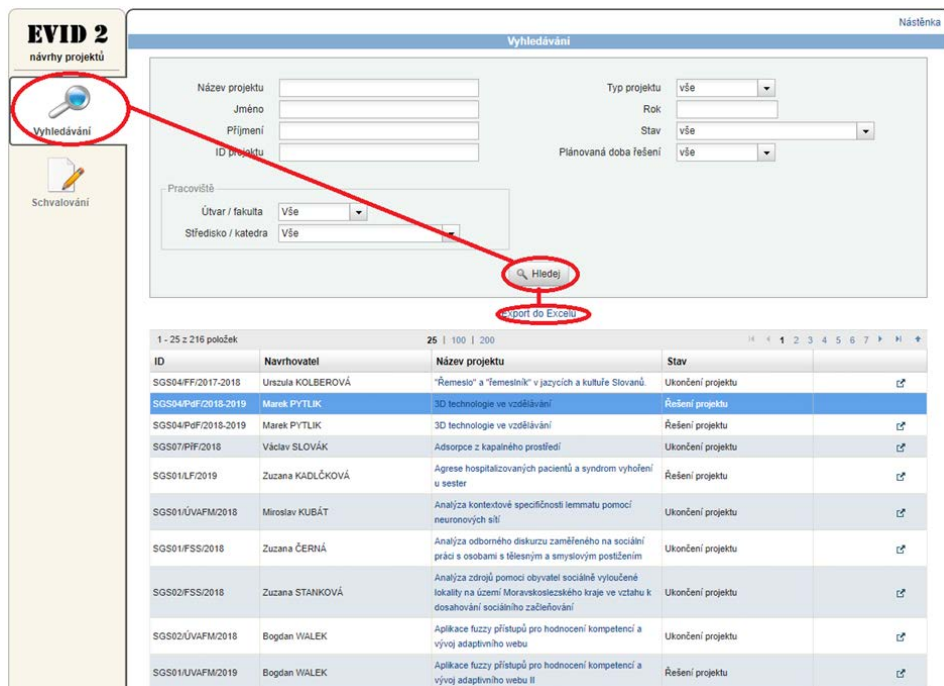 EVID 2
návrhy projektů
Vyhledávání
Schvalování
Nástěnka
Vyhledávání
Název projektu
Jméno
Příjmení
ID projektu
Typ projektu vše
Rok
Stav vše
Plánovaná doba řešení vše
Pracoviště
Útvar / fakulta Vše
Středisko / katedra Vše
Hledej
Export do Excelu
1 - 25 z 216 položek 25 | 100 | 200 1 2 3 4 5 6 7
ID Navrhovatel Název projektu Stav
SGS04/FF/2017-2018 Urszula KOLBEROVÁ "Řemeslo" a "řemeslník" v jazycích a kultuře Slovanů. Ukončení projektu
SGS04/PdF/2018-2019 Marek PYTLIK 3D technologie ve vzdělávání Řešení projektu
SGS04/PdF/2018-2019 Marek PYTLIK 3D technologie ve vzdělávání Řešení projektu
SGS07/PřF/2018 Václav SLOVÁK Adsorpce z kapalného prostředí Ukončení projektu
SGS01/LF/2019 Zuzana KADLČKOVÁ Agrese hospitalizovaných pacientů a syndrom vyhoření
u sester Řešení projektu
SGS01/ÚVAFM/2018 Miroslav KUBÁT Analýza kontextové specifičnosti lemmatu pomocí
neuronových sítí Ukončení projektu
SGS01/FSS/2018 Zuzana ČERNÁ Analýza odborného diskurzu zaměřeného na sociální
práci s osobami s tělesným a smyslovým postižením Ukončení projektu
Analýza zdrojů pomoci obyvatel sociálně vyloučené
SGS02/FSS/2018 Zuzana STANKOVÁ lokality na území Moravskoslezského kraje ve vztahu k Ukončení projektu
dosahování sociálního začleňování
SGS02/ÚVAFM/2018 Bogdan WALEK Aplikace fuzzy přístupů pro hodnocení kompetencí a
vývoj adaptivního webu Ukončení projektu
SGS01/UVAFM/2019 Bogdan WALEK Aplikace fuzzy přístupů pro hodnocení kompetencí a
vývoj adaptivního webu II Řešení projektu